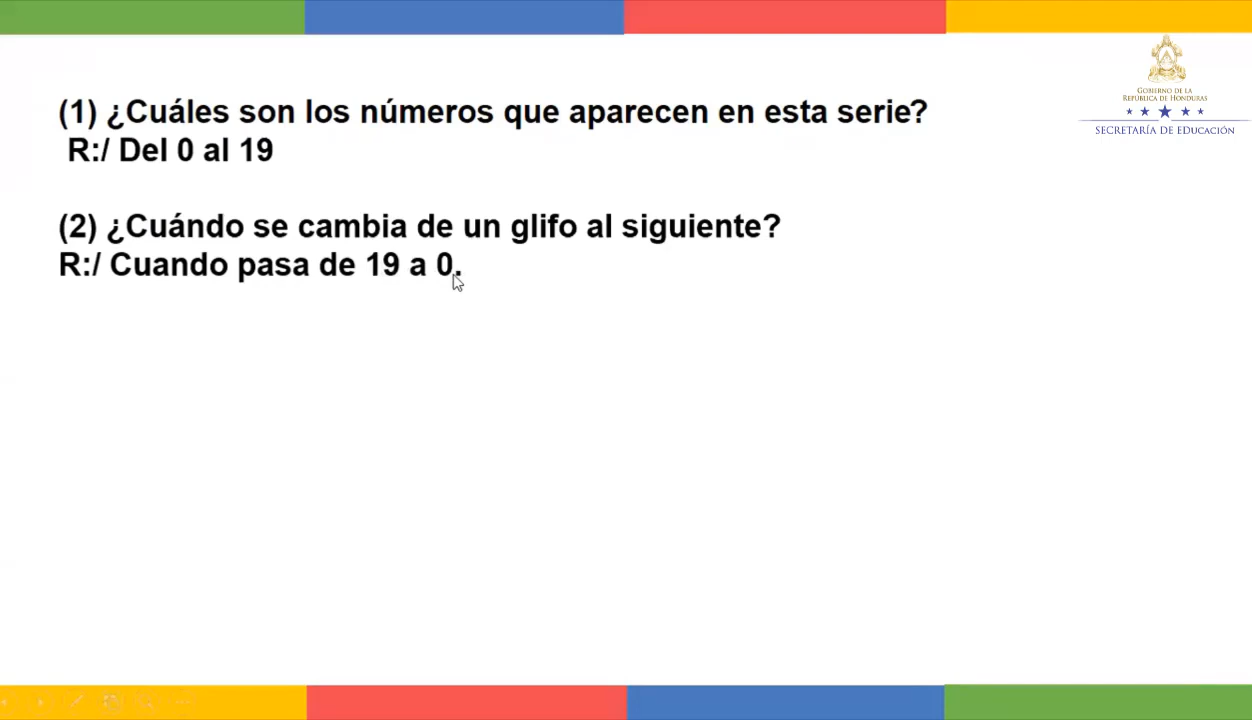 GOBIERNO DE LA
REPÚBLICA DE HONDURAS
SECRETARÍA DE EDUCACIÓN
(1) ¿Cuáles son los números que aparecen en esta serie?
R:/ Del 0 al 19
(2) ¿Cuándo se cambia de un glifo al siguiente?
R:/ Cuando pasa de 19 a 0.